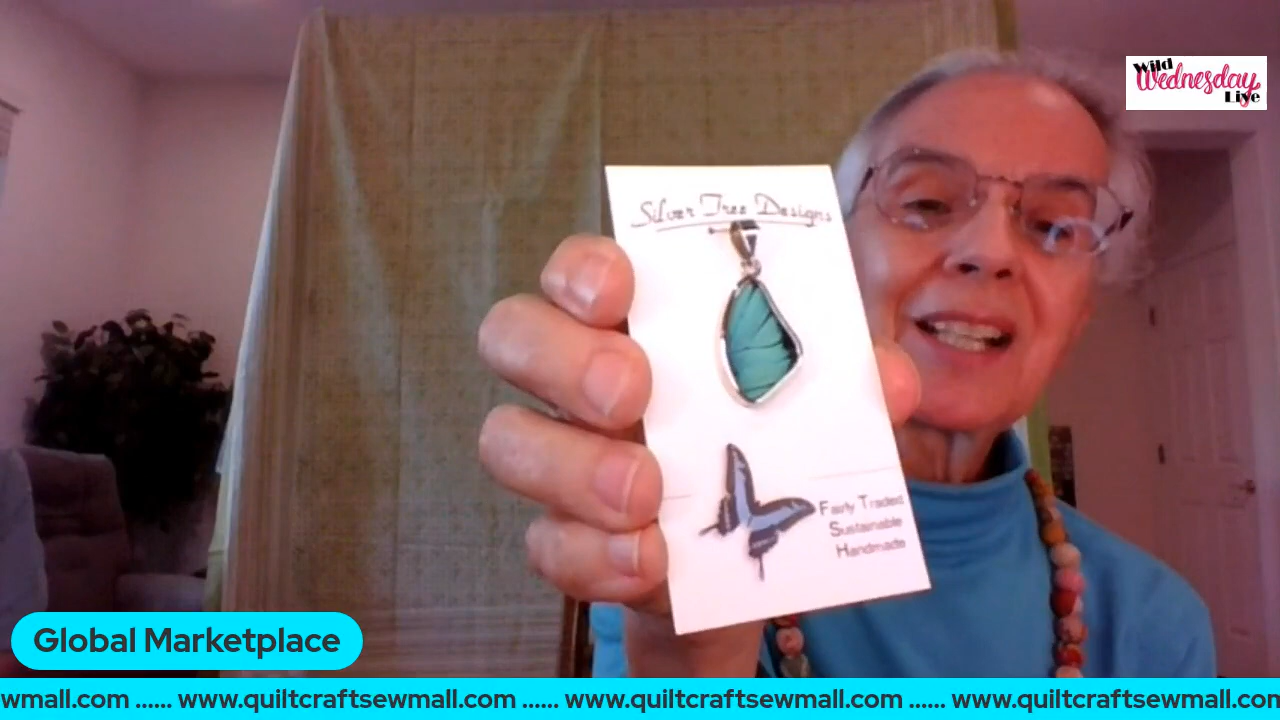 Wild
Wednesday
Live
Silver Tree Designs
Fairly Traded
Sustainable
Handmade
Global Marketplace
wmall.com ...... www.quiltcraftsewmall.com ...... www.quiltcraftsewmall.com ...... www.quiltcraftsewmall.con